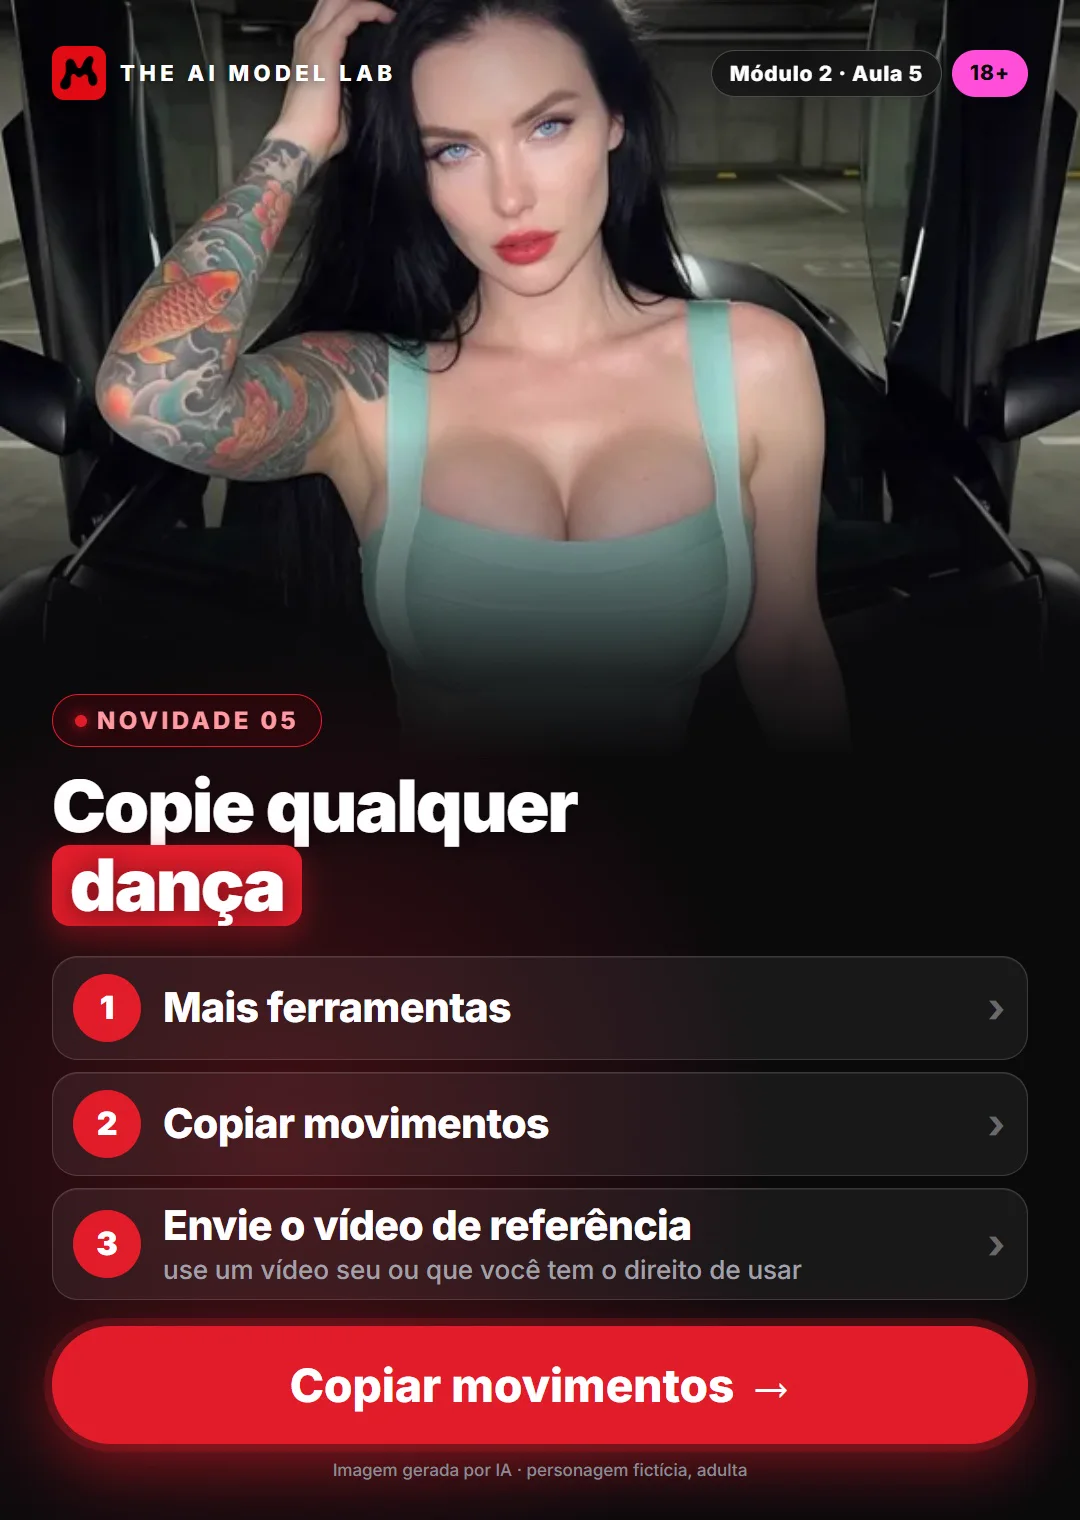 THE AI MODEL LAB
Módulo 2 · Aula 5
18+
NOVIDADE 05
Copie qualquer
dança
1 Mais ferramentas
2 Copiar movimentos
3 Envie o vídeo de referência
use um vídeo seu ou que você tem o direito de usar
Copiar movimentos →
Imagem gerada por IA · personagem fictícia, adulta